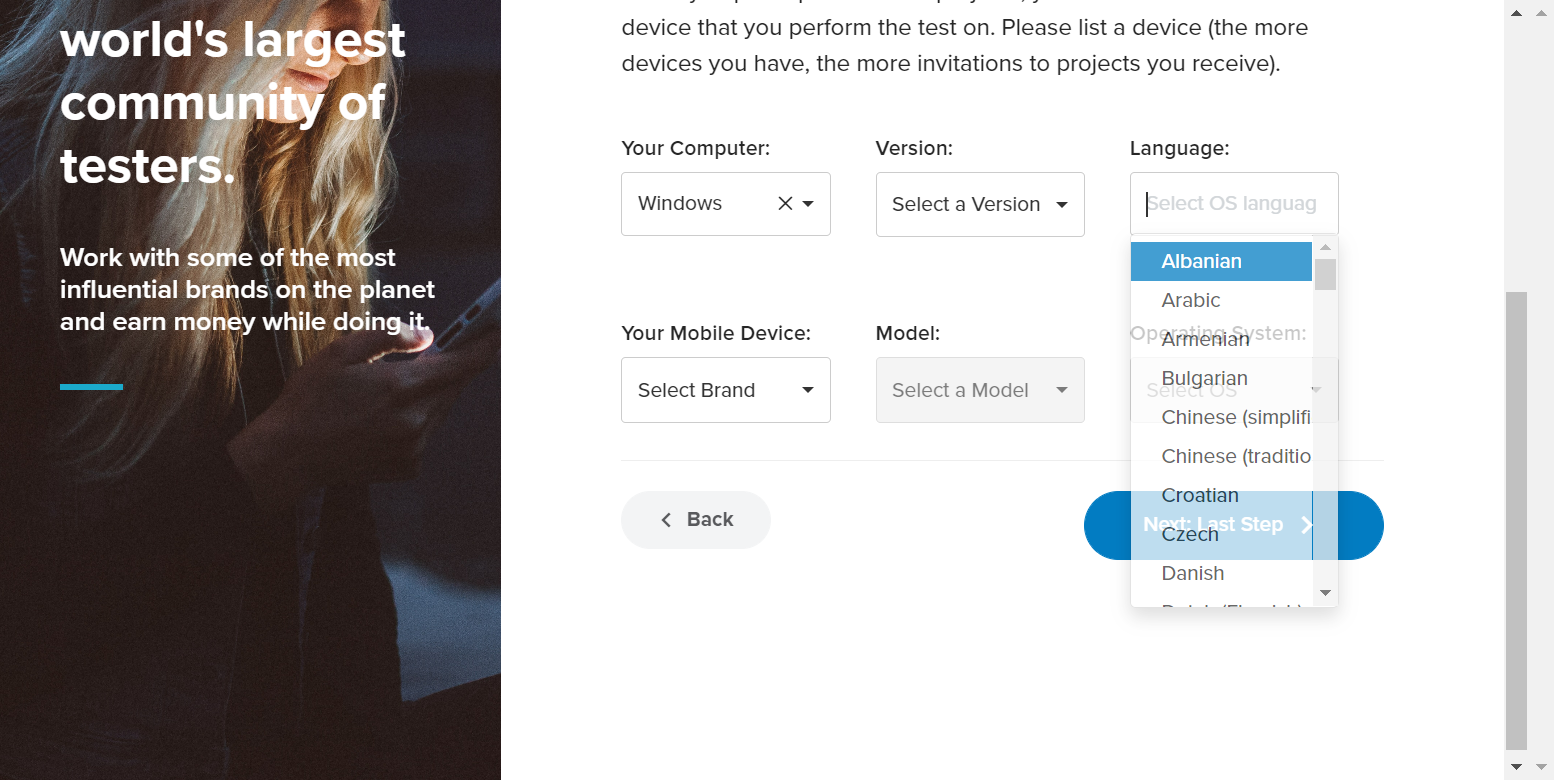 world's largest
community of
testers.
Work with some of the most
influential brands on the planet
and earn money while doing it.
device that you perform the test on. Please list a device (the more
devices you have, the more invitations to projects you receive).
Your Computer: Version: Language:
Windows Select a Version Select OS languag
Albanian
Arabic
Your Mobile Device: Model: Operating System:
Armenian
Bulgarian
Select Brand Select a Model Select OS
Chinese (simplifi
Chinese (traditio
Croatian
Back Next: Last Step
Czech
Danish